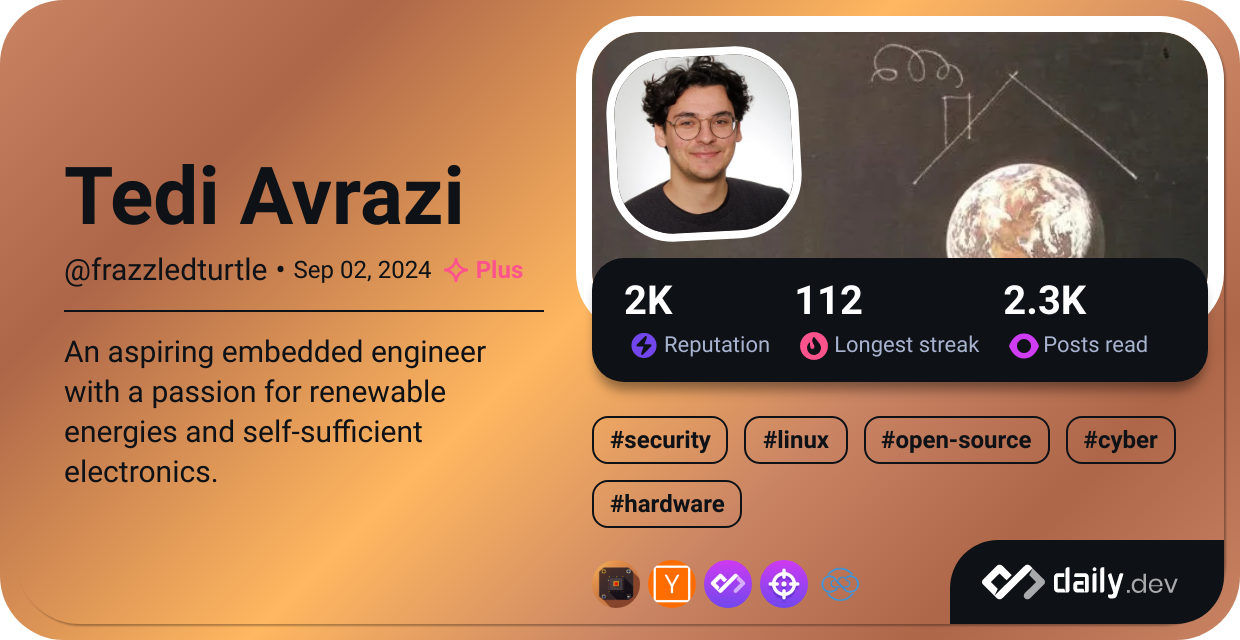 Tedi Avrazi
@frazzledturtle • Sep 02, 2024 Plus
An aspiring embedded engineer
with a passion for renewable
energies and self-sufficient
electronics.
2K 112 2.3K
Reputation Longest streak Posts read
#security #linux #open-source #cyber
#hardware
Y
daily.dev